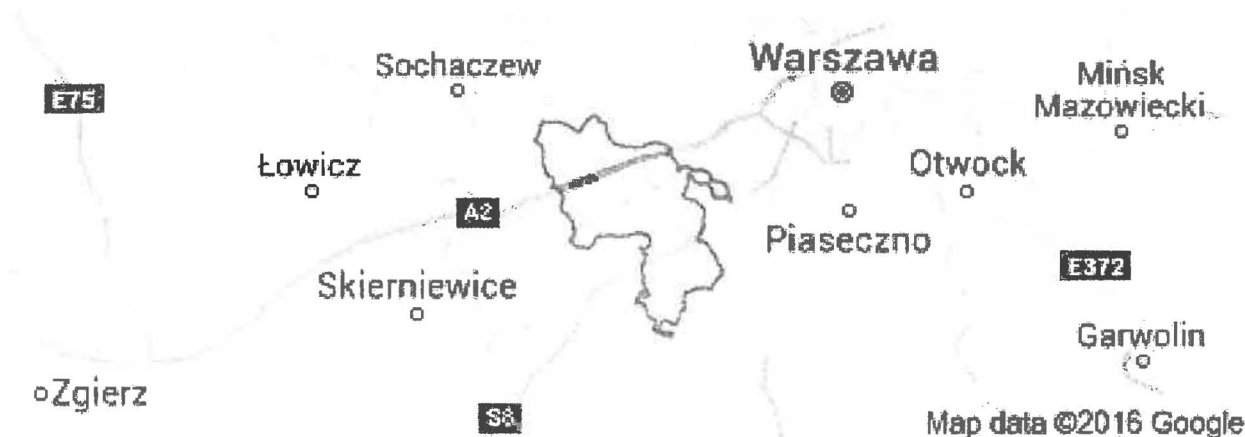 Warszawa
Sochaczew
Mińsk
Mazowiecki
E75
Łowicz
Otwock
A2
Piaseczno
E372
Skierniewice
Garwolin
Zgierz
S8
Map data ©2016 Google